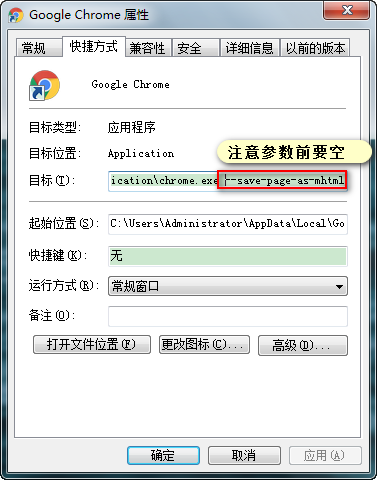 Google Chrome 属性
常规 快捷方式 兼容性 安全 详细信息 以前的版本
Google Chrome
目标类型: 应用程序
目标位置: Application
注意参数前要空
目标(T): ication\chrome.exe --save-page-as-mhtml
起始位置(S): C:\Users\Administrator\AppData\Local\Go
快捷键(K): 无
运行方式(R): 常规窗口
备注(O):
打开文件位置(F) 更改图标(C)... 高级(D)...
确定 取消 应用(A)